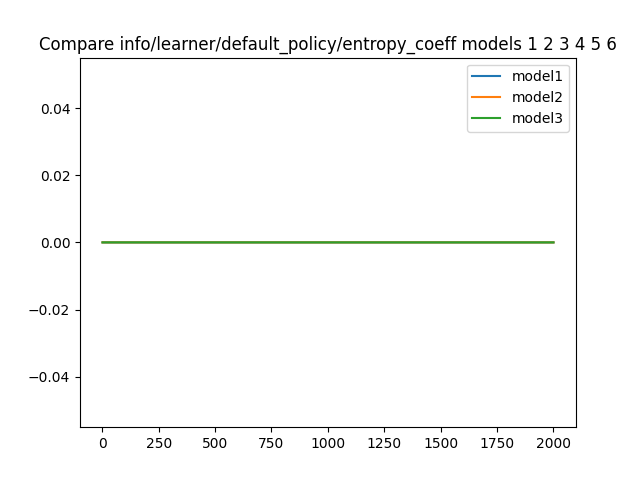 Compare info/learner/default_policy/entropy_coeff models 1 2 3 4 5 6
model1
model2
model3
0.04
0.02
0.00
−0.02
−0.04
0 250 500 750 1000 1250 1500 1750 2000